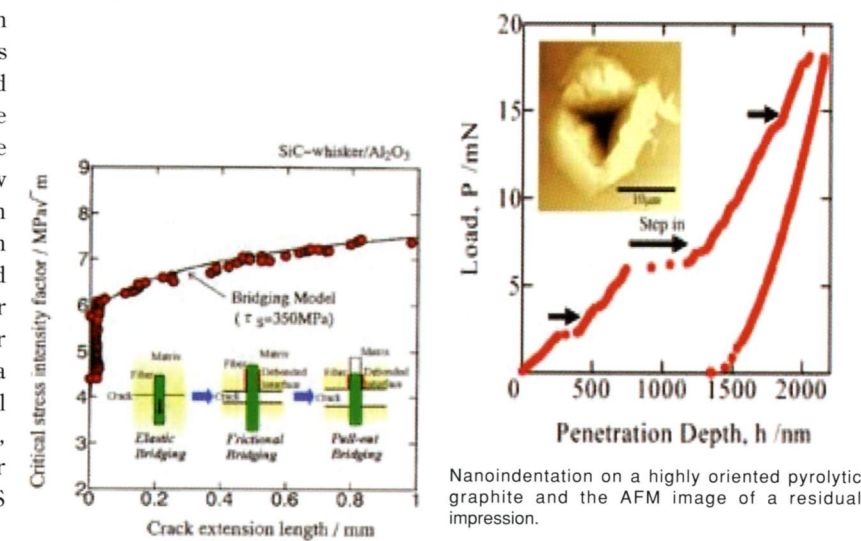 n
s
d
e
e
w
n
n
d
r
r
a
l
,
r
S
SiC-whisker/Al₂O₃
Critical stress intensity factor / MPa√m
9
8
7
6
5
4
3
2
Bridging Model
(τs=350MPa)
Matrix
Fiber
Crack
Elastic
Bridging
Matrix
Fiber
Debonded
Interface
Crack
Frictional
Bridging
Matrix
Fiber
Debonded
Interface
Crack
Pull-out
Bridging
0
0.2
0.4
0.6
0.8
1
Crack extension length / mm
Load, P /mN
20
15
10
5
10μm
Step in
0
500
1000
1500
2000
Penetration Depth, h /nm
Nanoindentation on a highly oriented pyrolytic
graphite and the AFM image of a residual
impression.